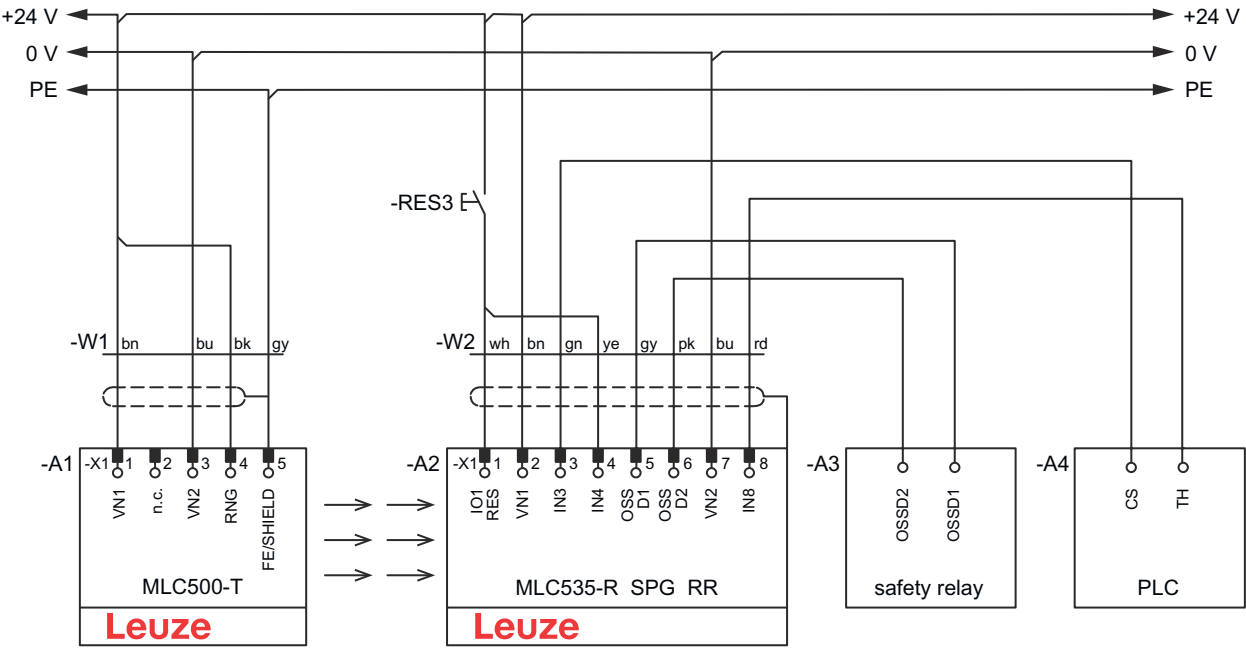 +24 V
+24 V
0 V
0 V
PE
PE
-RES3
-W1 bn bu bk gy
-W2 wh bn gn ye gy pk bu rd
-A1 -X1 1 2 3 4 5
VN1
n.c.
VN2
RNG
FE/SHIELD
MLC500-T
Leuze
-A2 -X1 1 2 3 4 5 6 7 8
IO1
RES
VN1
IN3
IN4
OSS
D1
OSS
D2
VN2
IN8
MLC535-R SPG RR
Leuze
-A3
OSSD2
OSSD1
safety relay
-A4
CS
TH
PLC